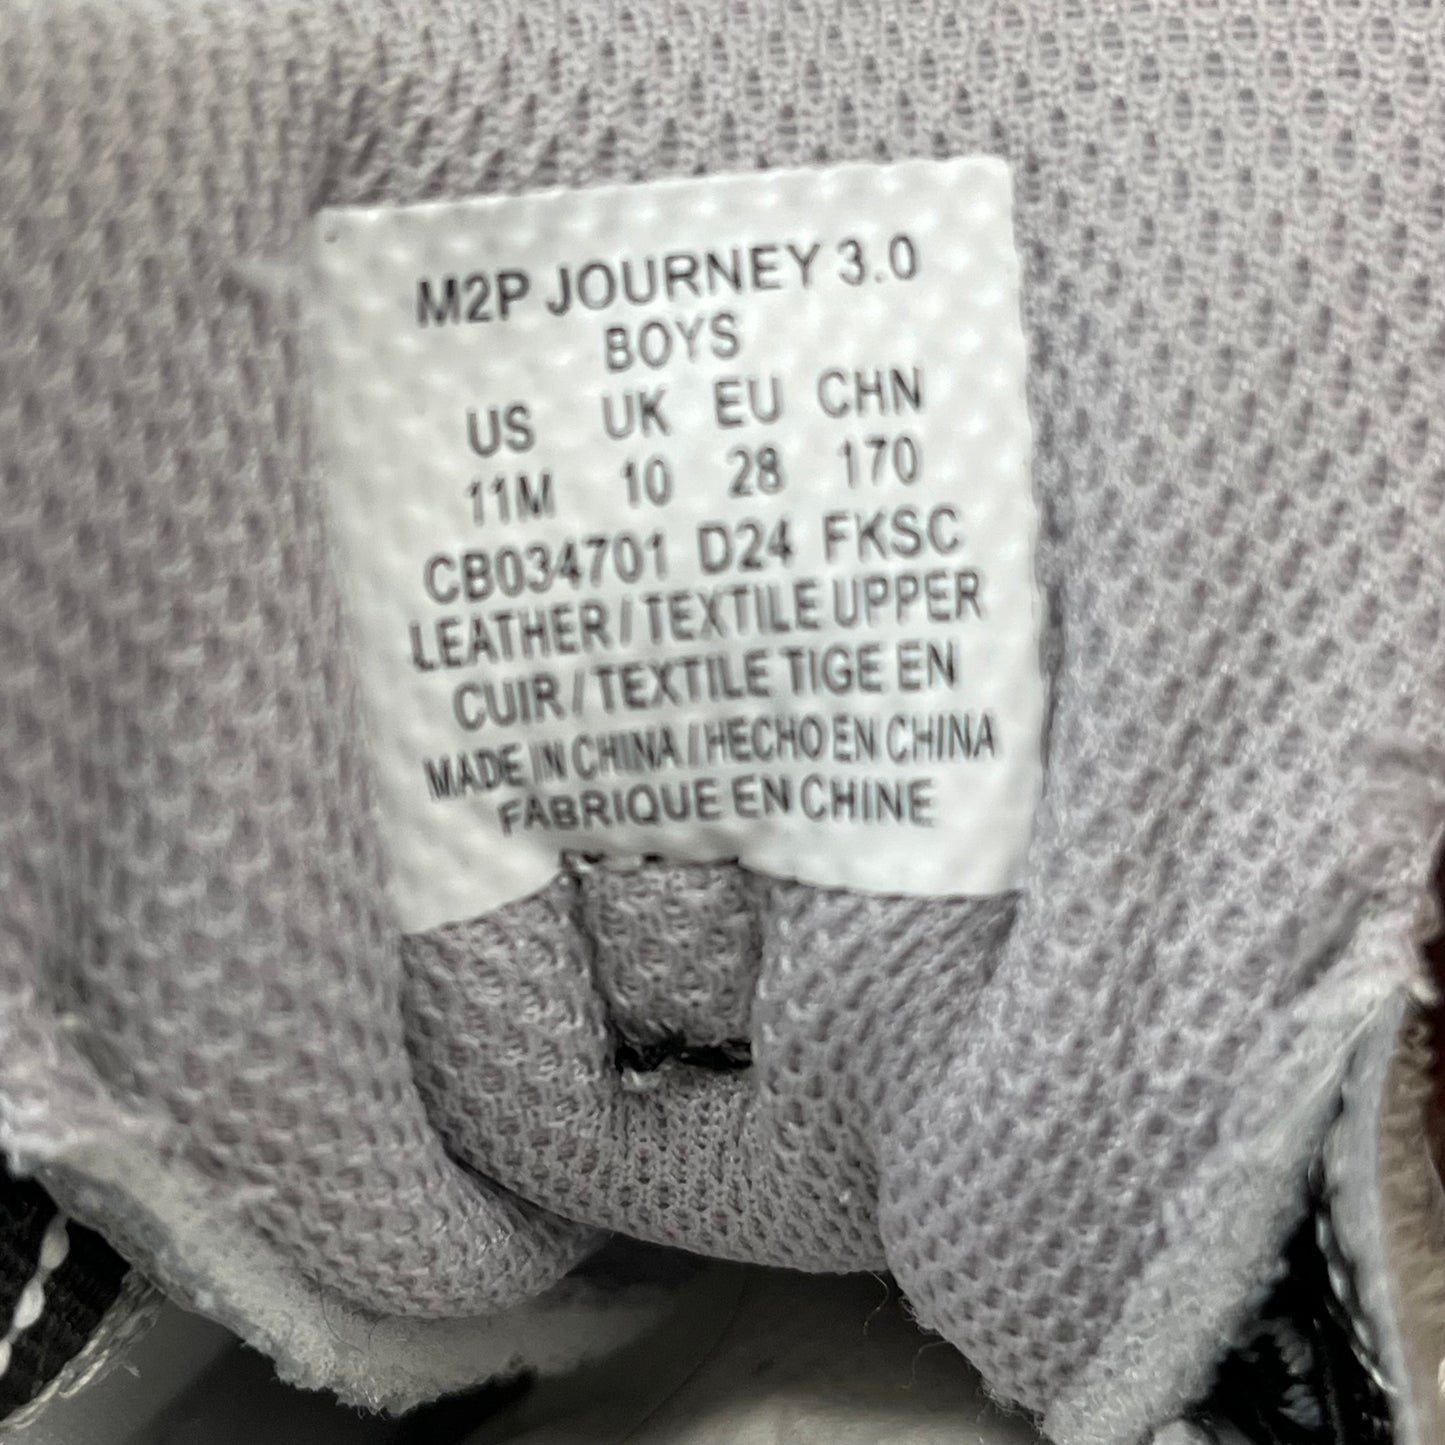 M2P JOURNEY 3.0
BOYS
US UK EU CHN
11M 10 28 170
CB034701 D24 FKSC
LEATHER/TEXTILE UPPER
CUIR/TEXTILE TIGE EN
MADE IN CHINA/HECHO EN CHINA
FABRIQUE EN CHINE